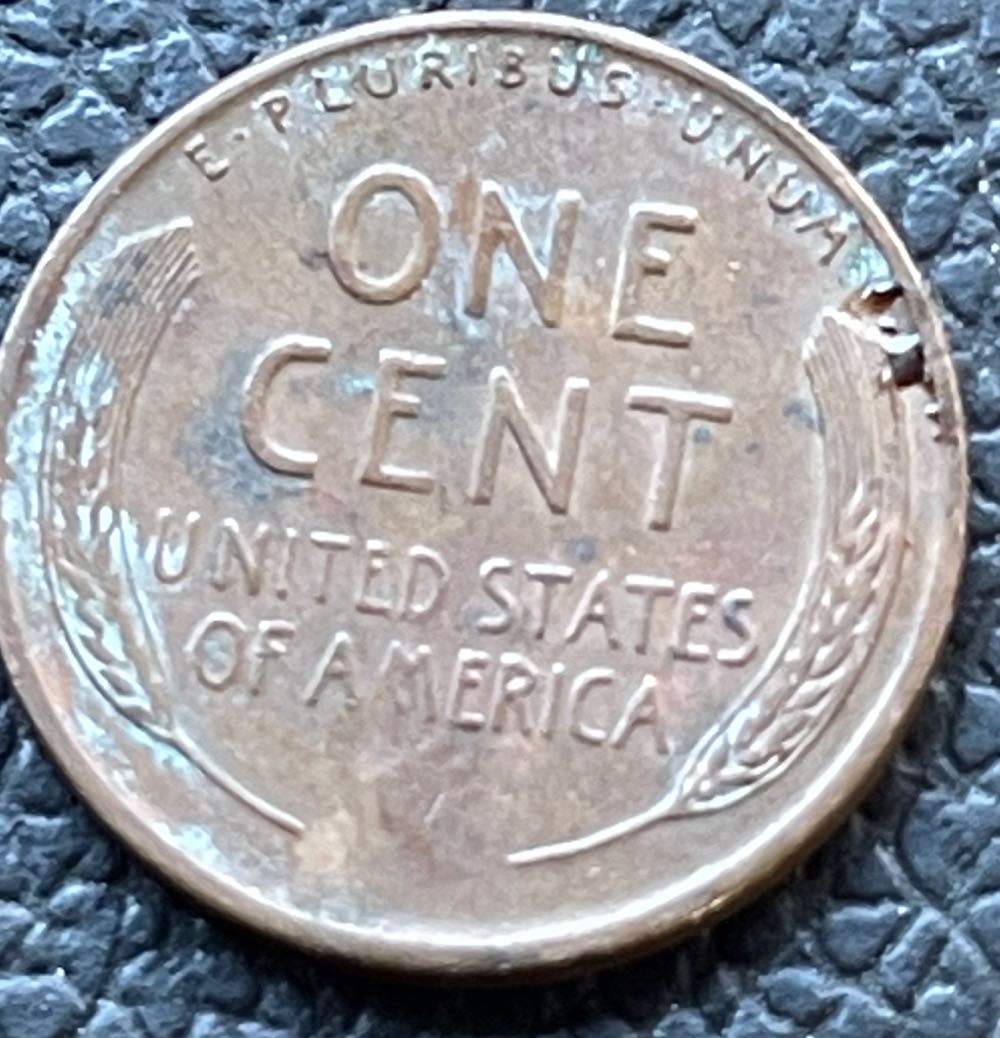 E·PLURIBUS·UNUM
ONE
CENT
UNITED STATES
OF AMERICA